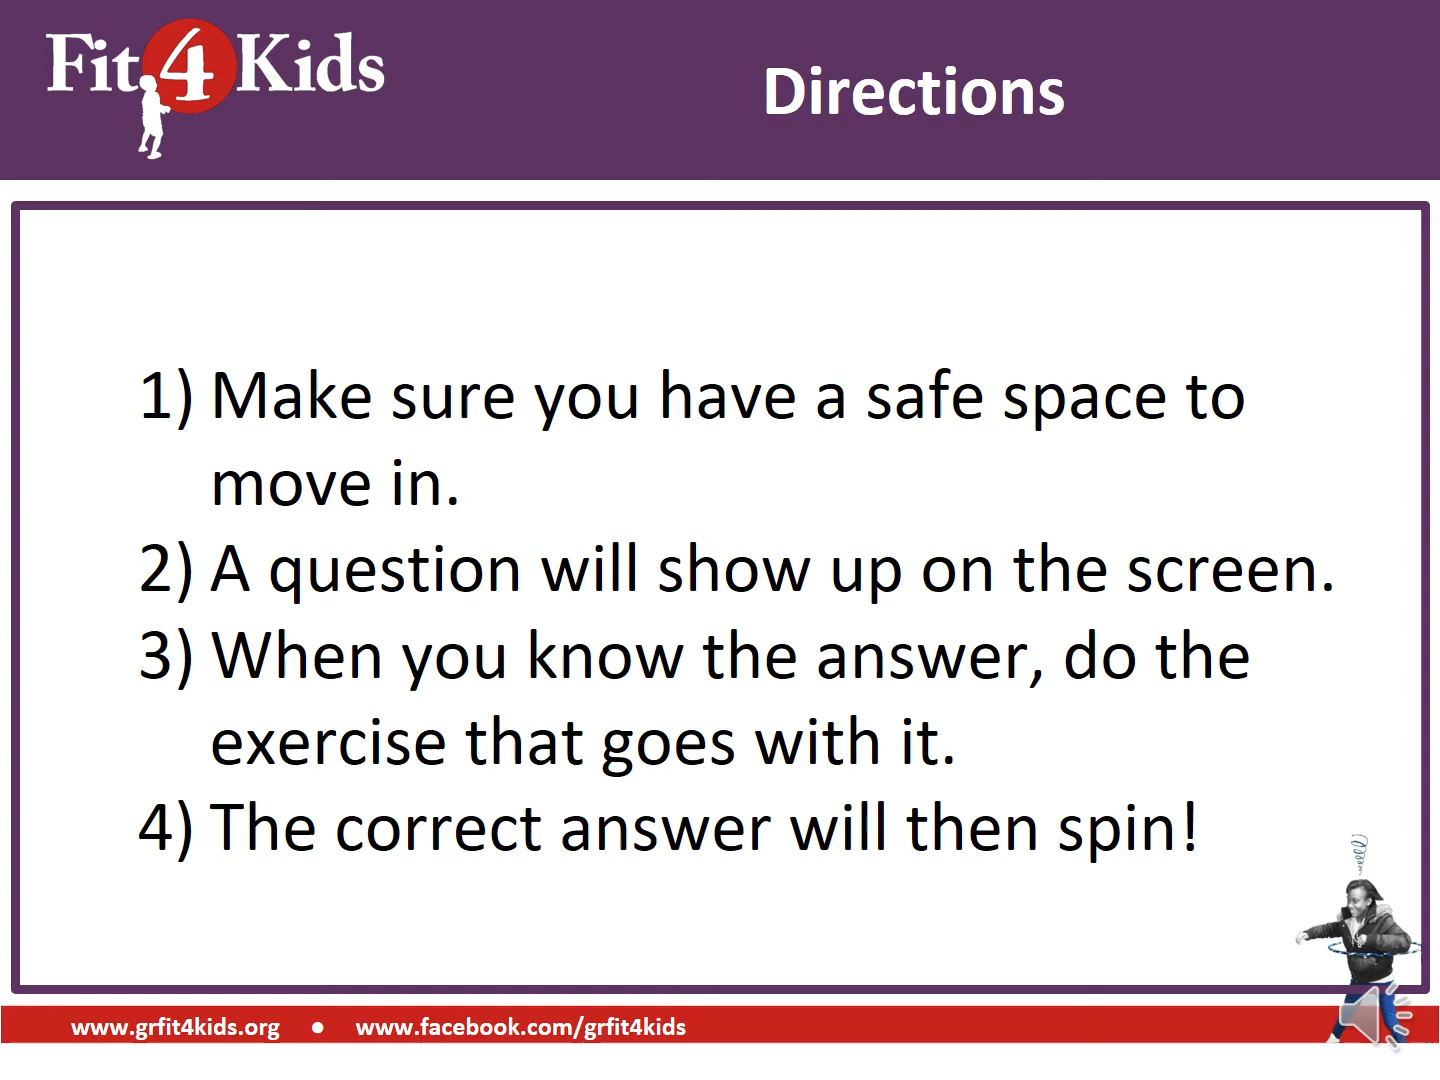 Fit4Kids
Directions
1) Make sure you have a safe space to
move in.
2) A question will show up on the screen.
3) When you know the answer, do the
exercise that goes with it.
4) The correct answer will then spin!
www.grfit4kids.org • www.facebook.com/grfit4kids